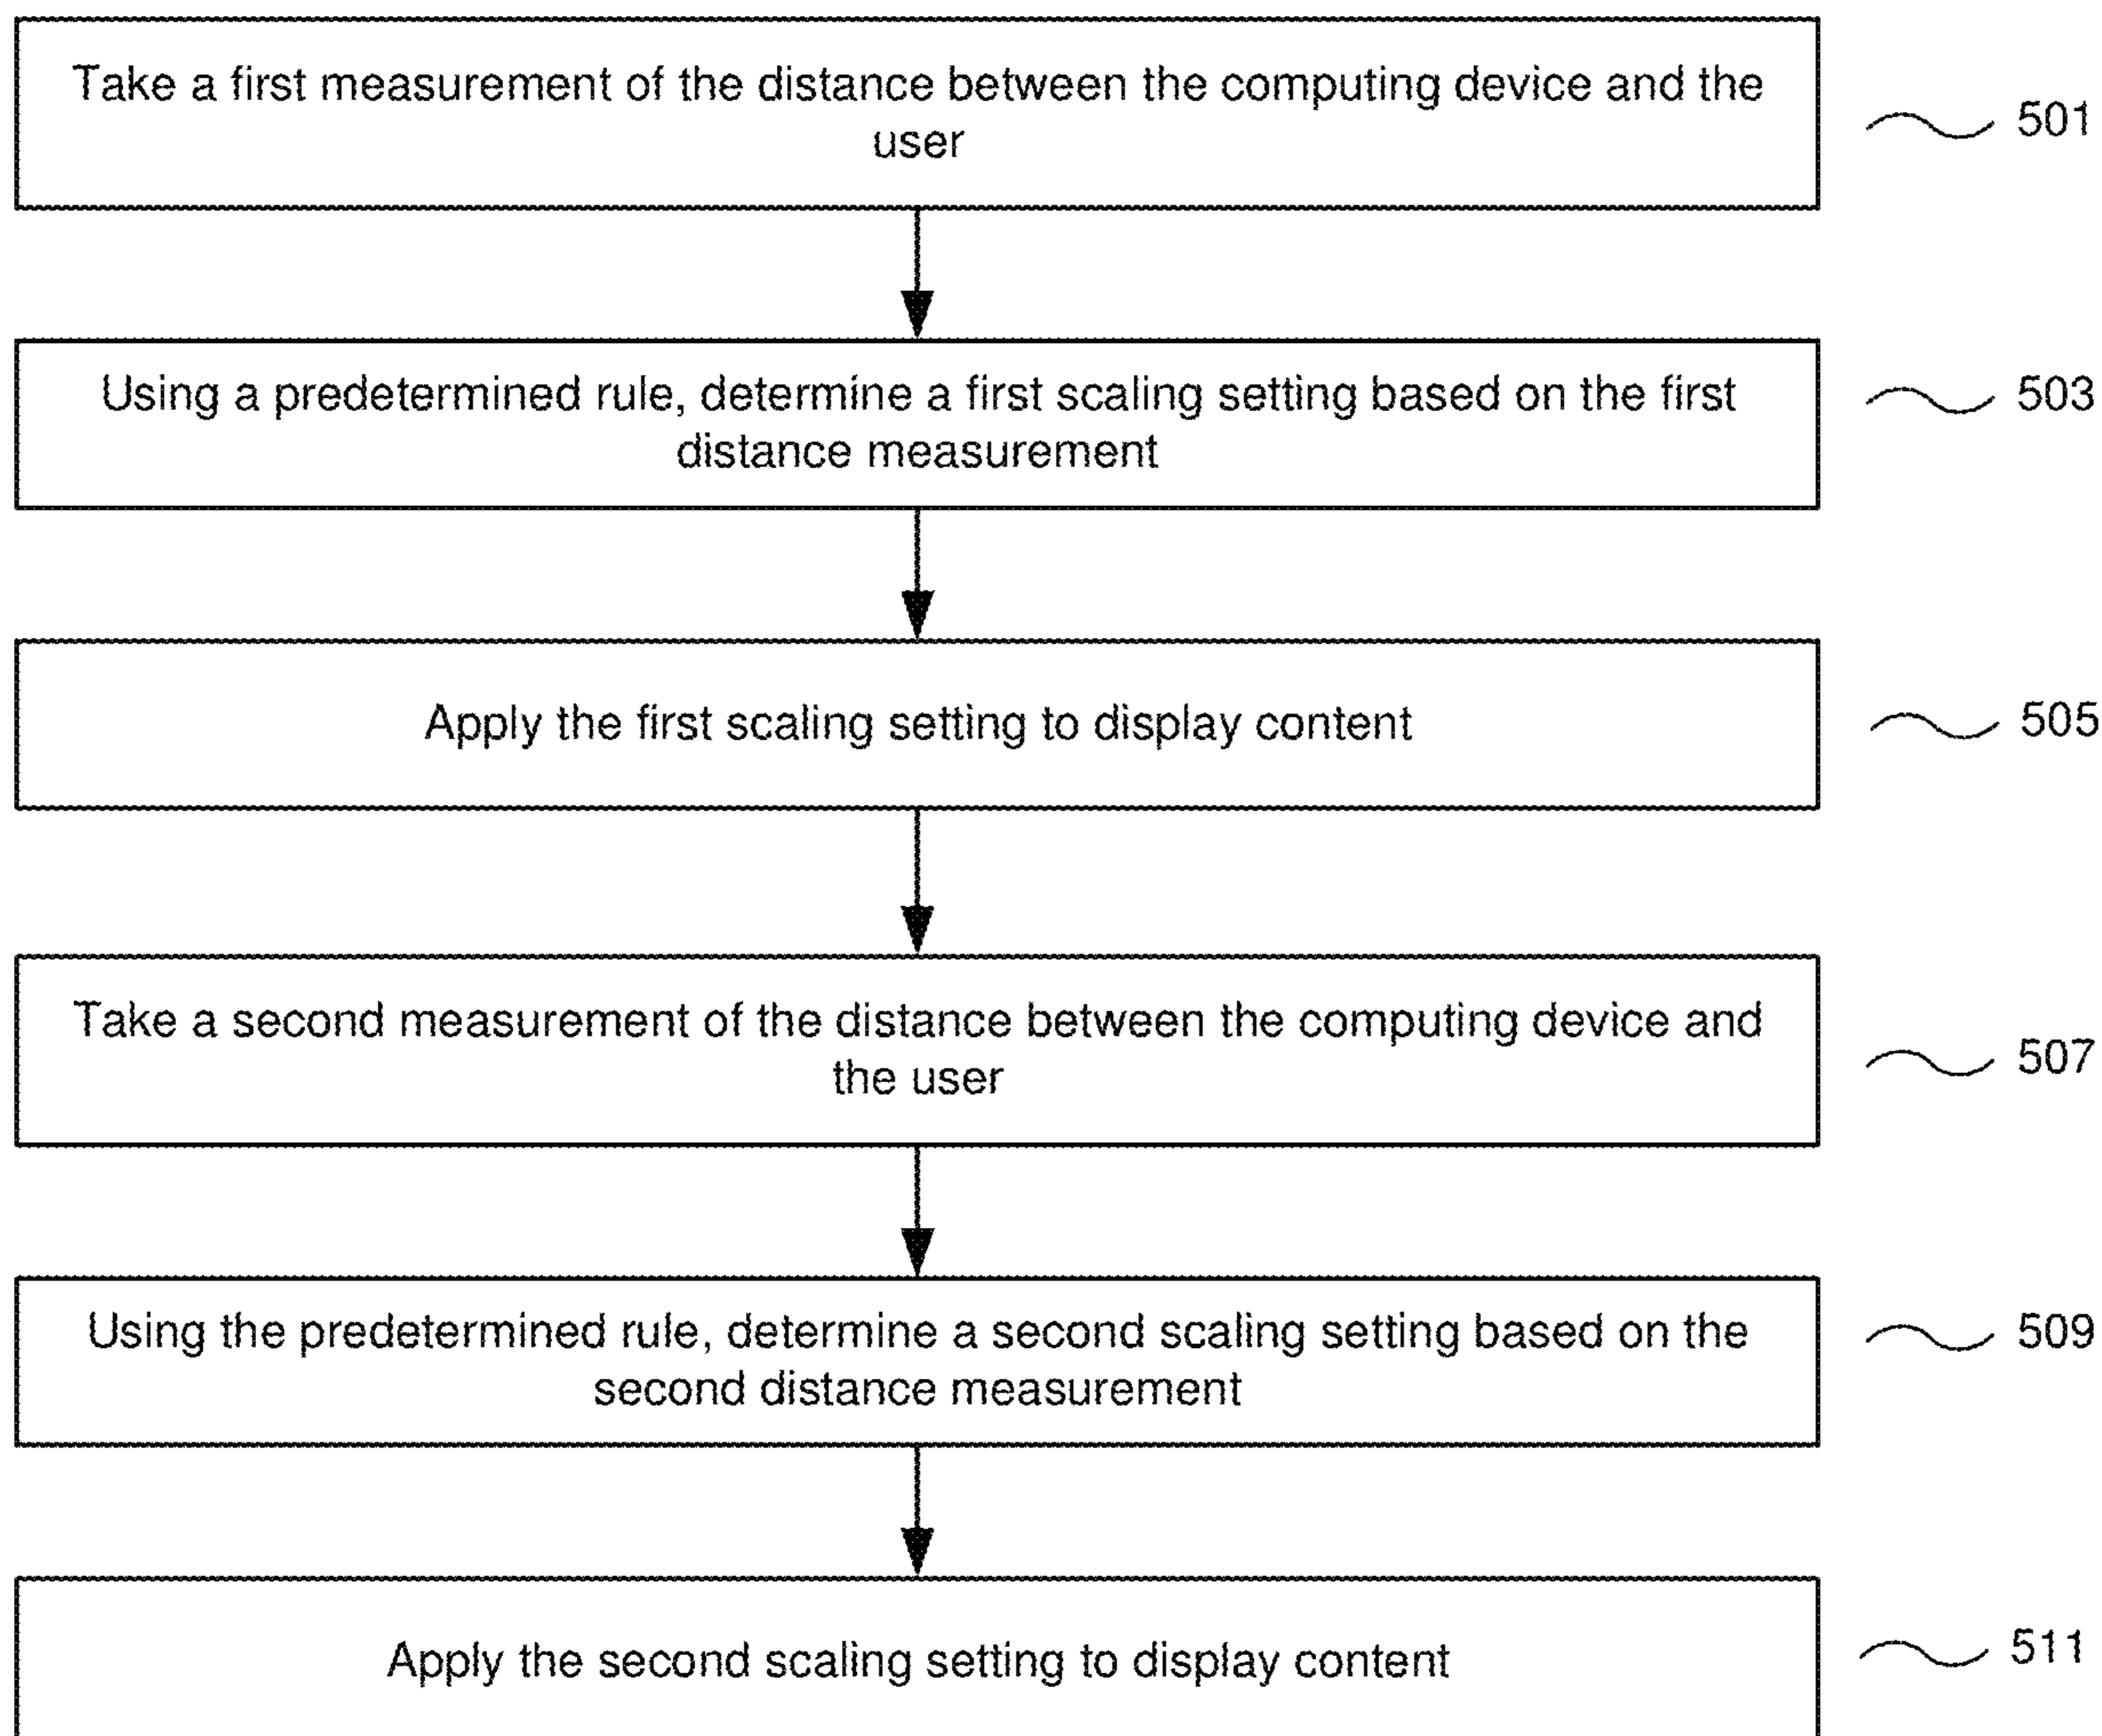 Take a first measurement of the distance between the computing device and the
user
501
Using a predetermined rule, determine a first scaling setting based on the first
distance measurement
503
Apply the first scaling setting to display content
505
Take a second measurement of the distance between the computing device and
the user
507
Using the predetermined rule, determine a second scaling setting based on the
second distance measurement
509
Apply the second scaling setting to display content
511